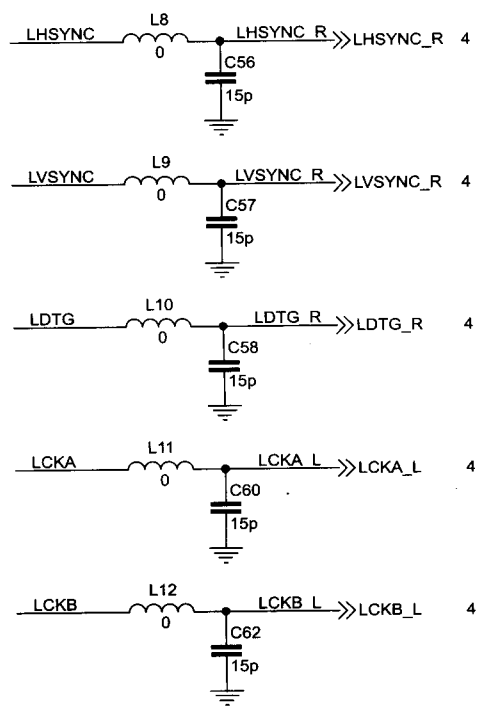 L8
LHSYNC LHSYNC_R LHSYNC_R 4
0 C56
15p
L9
LVSYNC LVSYNC_R LVSYNC_R 4
0 C57
15p
L10
LDTG LDTG_R LDTG_R 4
0 C58
15p
L11
LCKA LCKA_L LCKA_L 4
0 C60
15p
L12
LCKB LCKB_L LCKB_L 4
0 C62
15p